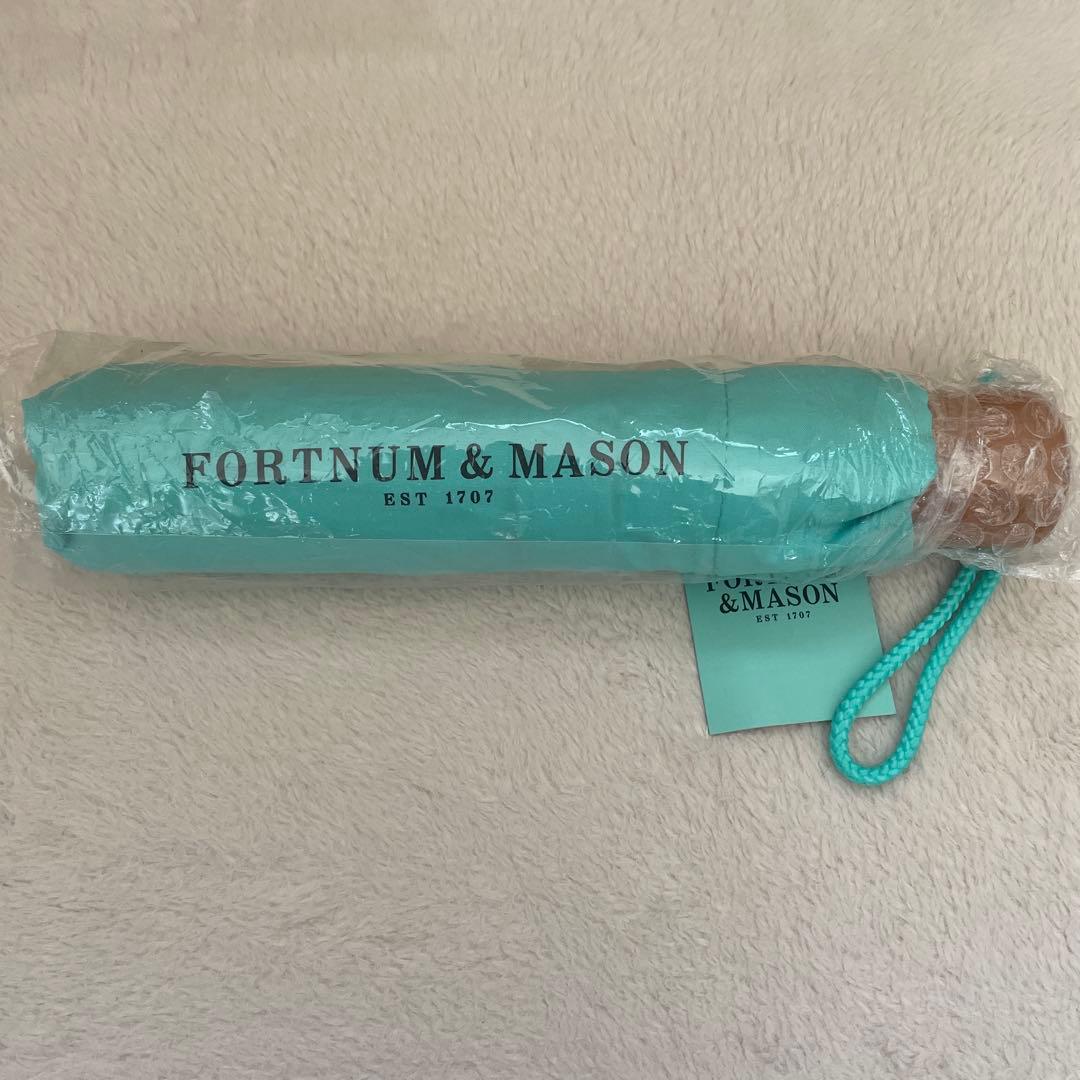 FORTNUM & MASON
EST 1707
&MASON
EST 1707